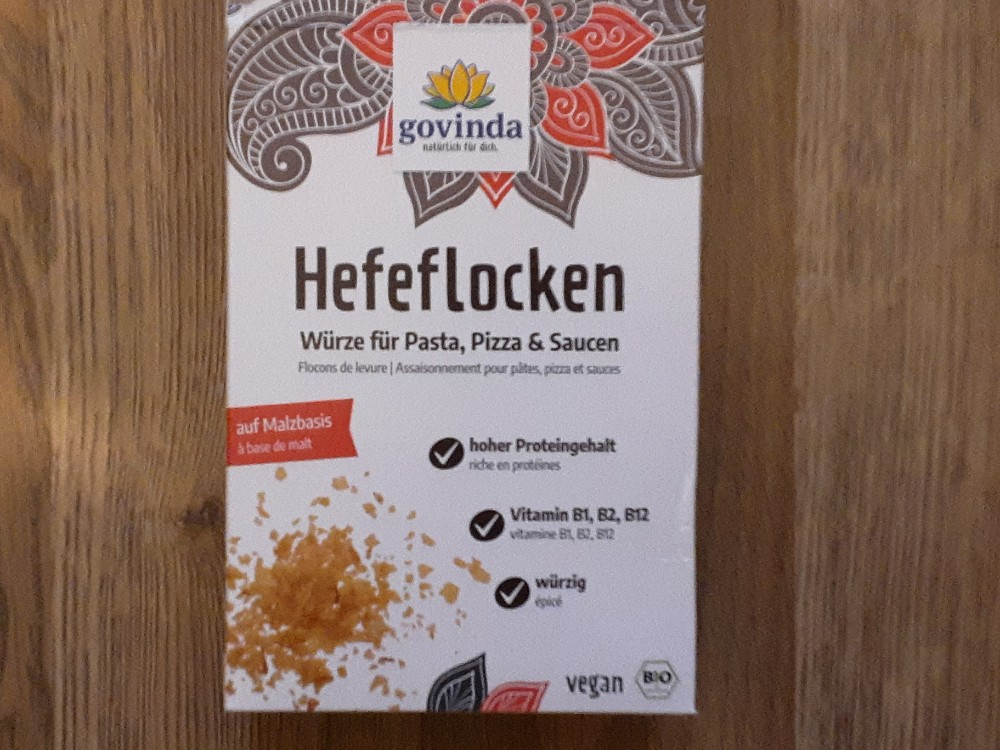 govinda
natürlich für dich.
Hefeflocken
Würze für Pasta, Pizza & Saucen
Flocons de levure | Assaisonnement pour pâtes, pizza et sauces
auf Malzbasis
à base de malt
hoher Proteingehalt
riche en protéines
Vitamin B1, B2, B12
vitamine B1, B2, B12
würzig
épicé
vegan
BIO